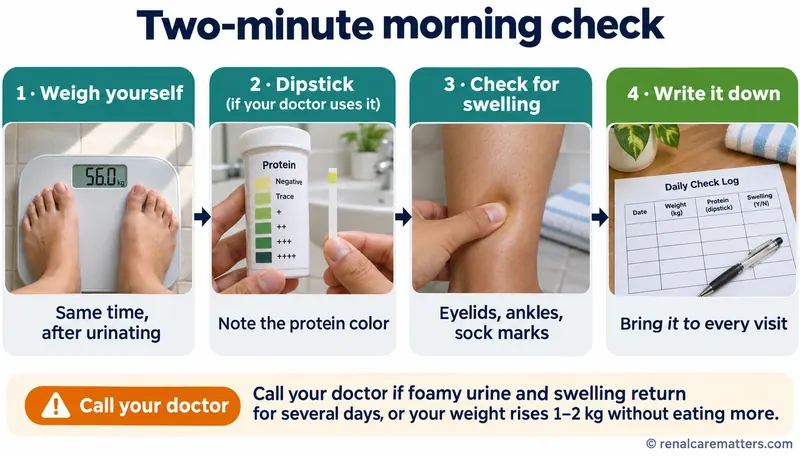 Two-minute morning check
1 · Weigh yourself
56.0 kg
Same time,
after urinating
2 · Dipstick
(if your doctor uses it)
Protein
Negative
Trace
+
++
+++
++++
Note the protein color
3 · Check for
swelling
Eyelids, ankles,
sock marks
4 · Write it down
Daily Check Log
Date
Weight
(kg)
Protein
(dipstick)
Swelling
(Y/N)
Bring it to every visit
Call your doctor
Call your doctor if foamy urine and swelling return
for several days, or your weight rises 1–2 kg without eating more.
© renalcarematters.com